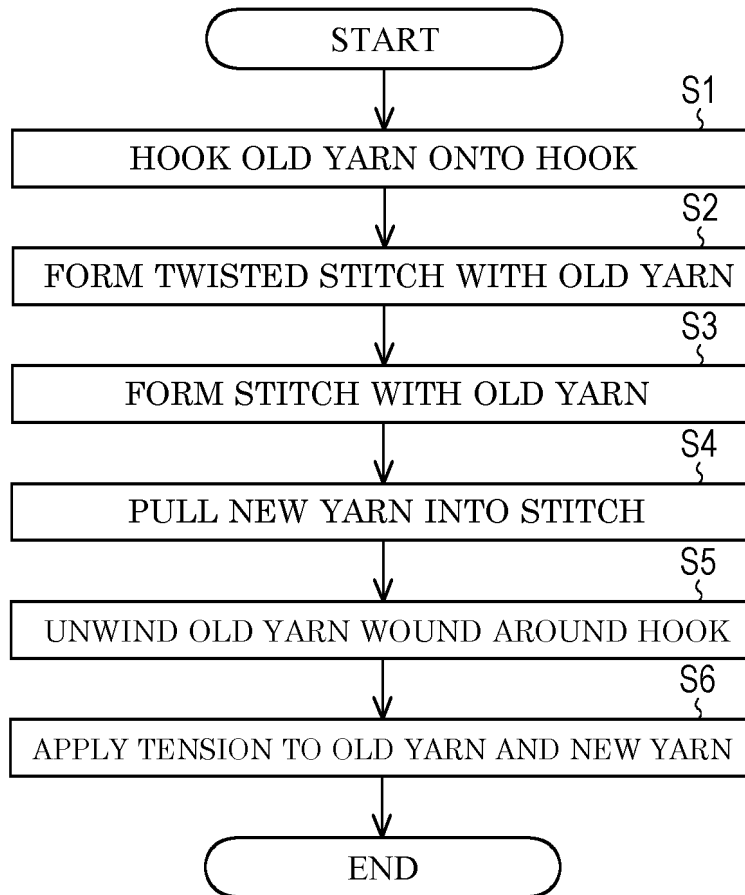 START
S1
HOOK OLD YARN ONTO HOOK
S2
FORM TWISTED STITCH WITH OLD YARN
S3
FORM STITCH WITH OLD YARN
S4
PULL NEW YARN INTO STITCH
S5
UNWIND OLD YARN WOUND AROUND HOOK
S6
APPLY TENSION TO OLD YARN AND NEW YARN
END